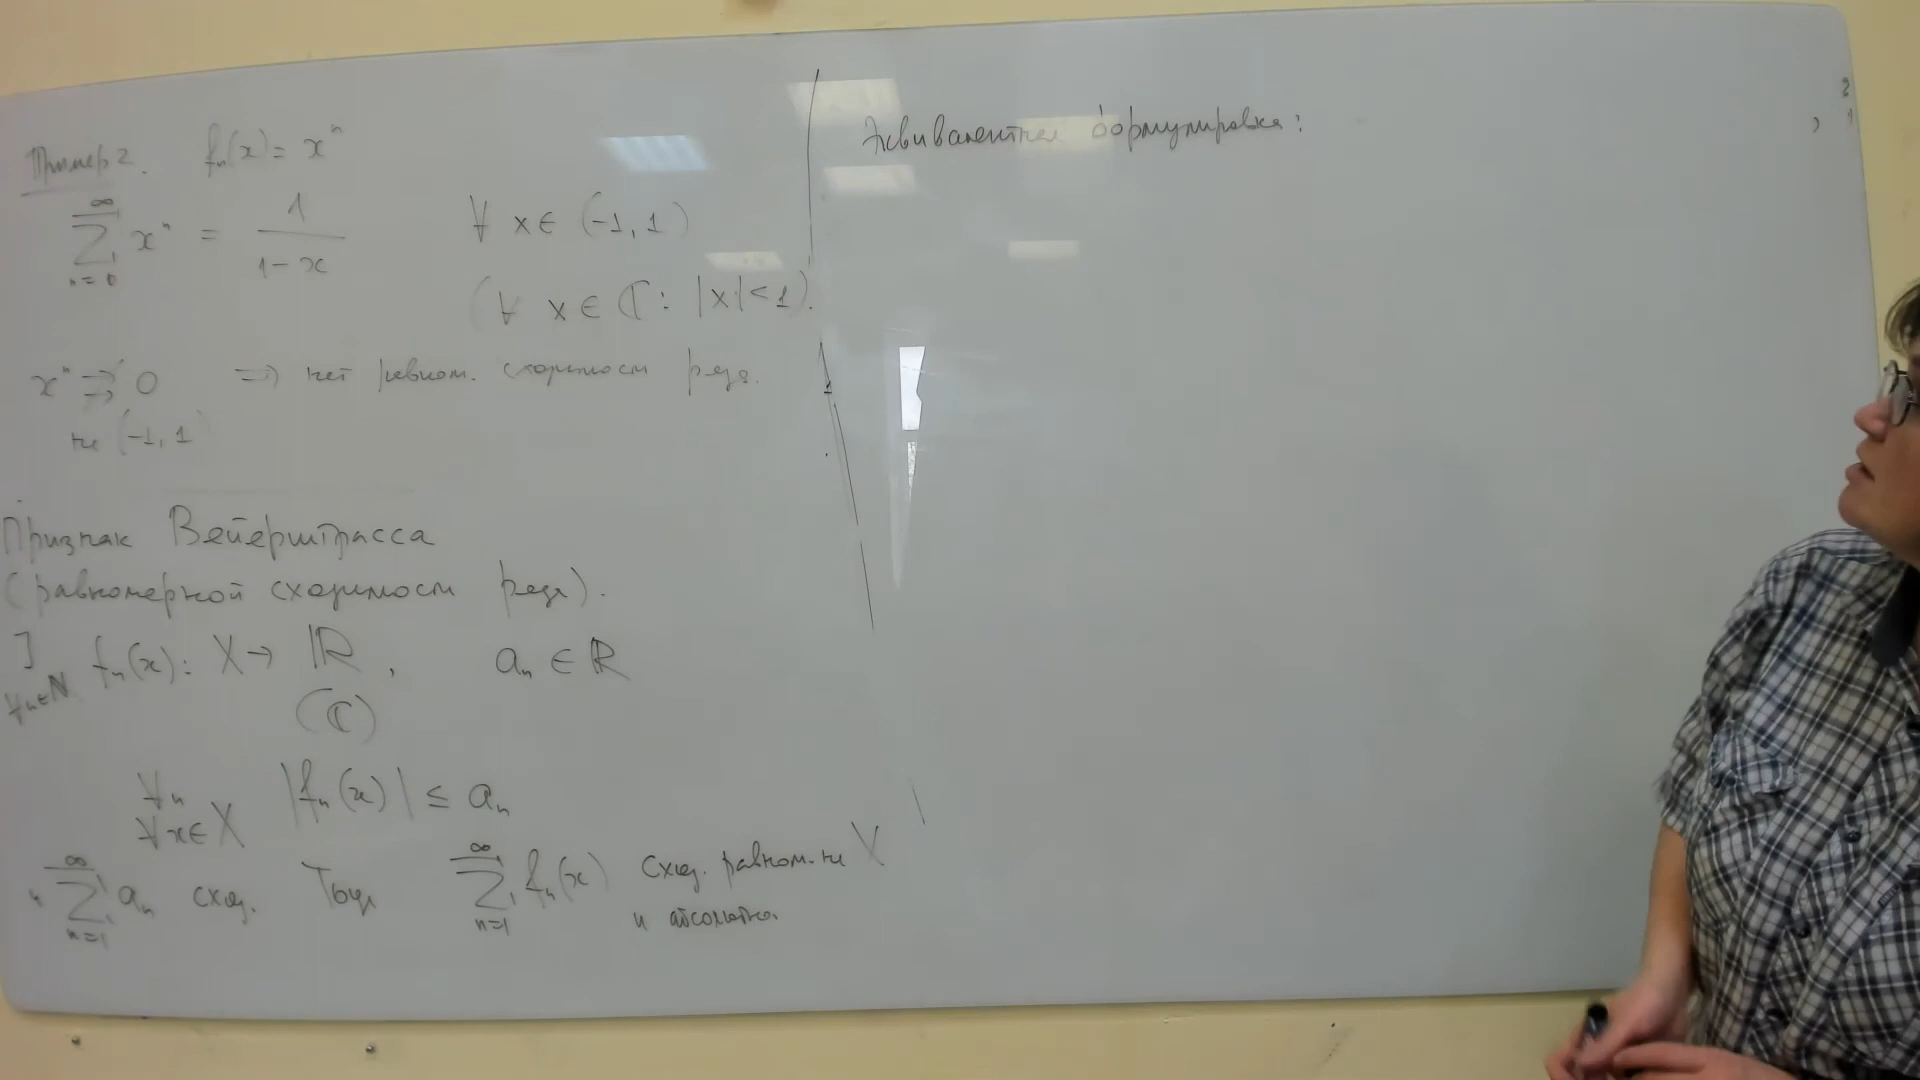 Пример 2. fₙ(x) = xⁿ
∞
∑ xⁿ = 1/(1-x) ∀ x ∈ (-1, 1)
n=0
(∀ x ∈ ℂ: |x| < 1).
xⁿ ⇉ 0 ⇒ нет равном. сходимости ряда.
на (-1, 1)
Признак Вейерштрасса
(равномерной сходимости ряда).
] fₙ(x): X → ℝ, aₙ ∈ ℝ
∀n∈N (ℂ)
∀n
∀x∈X |fₙ(x)| ≤ aₙ
и ∑ₙ₌₁^∞ aₙ сход. Тогда ∑ₙ₌₁^∞ fₙ(x) сход. равном. на X
и абсолютно.
Эквивалентная формулировка: